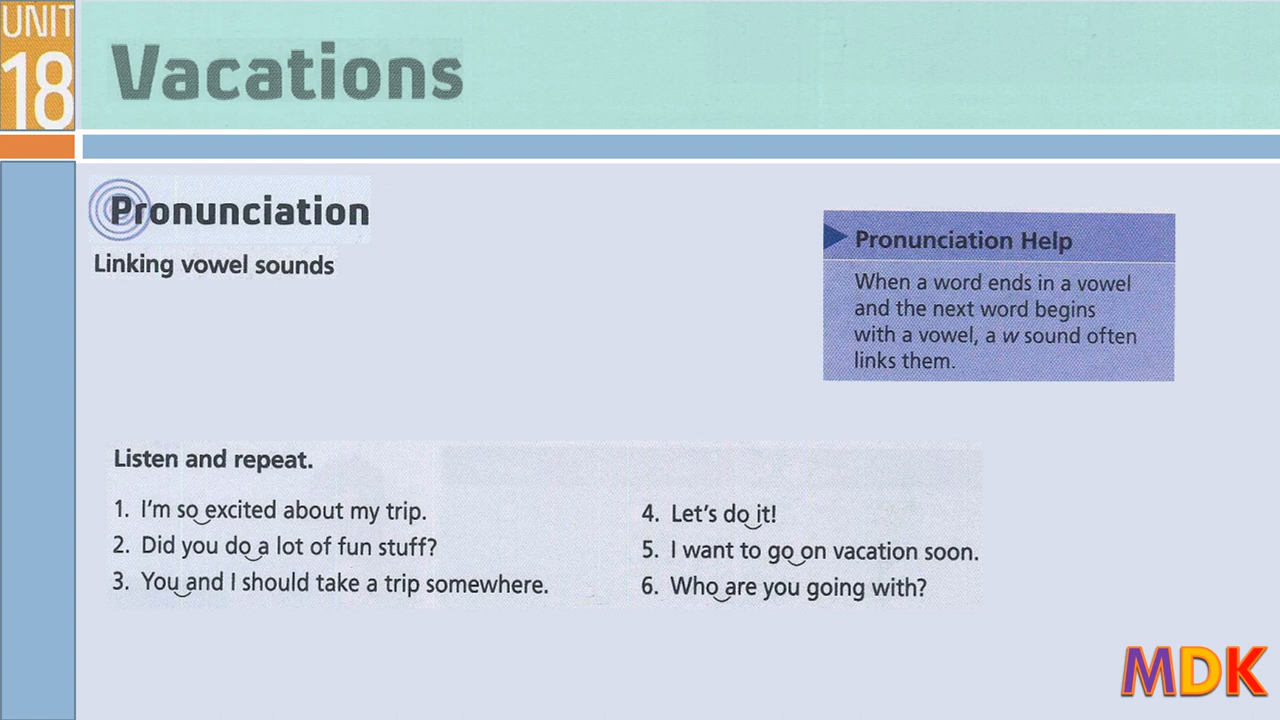 UNIT
18
Vacations
Pronunciation
Linking vowel sounds
Pronunciation Help
When a word ends in a vowel
and the next word begins
with a vowel, a w sound often
links them.
Listen and repeat.
1. I'm so excited about my trip.
2. Did you do a lot of fun stuff?
3. You and I should take a trip somewhere.
4. Let's do it!
5. I want to go on vacation soon.
6. Who are you going with?
MDK